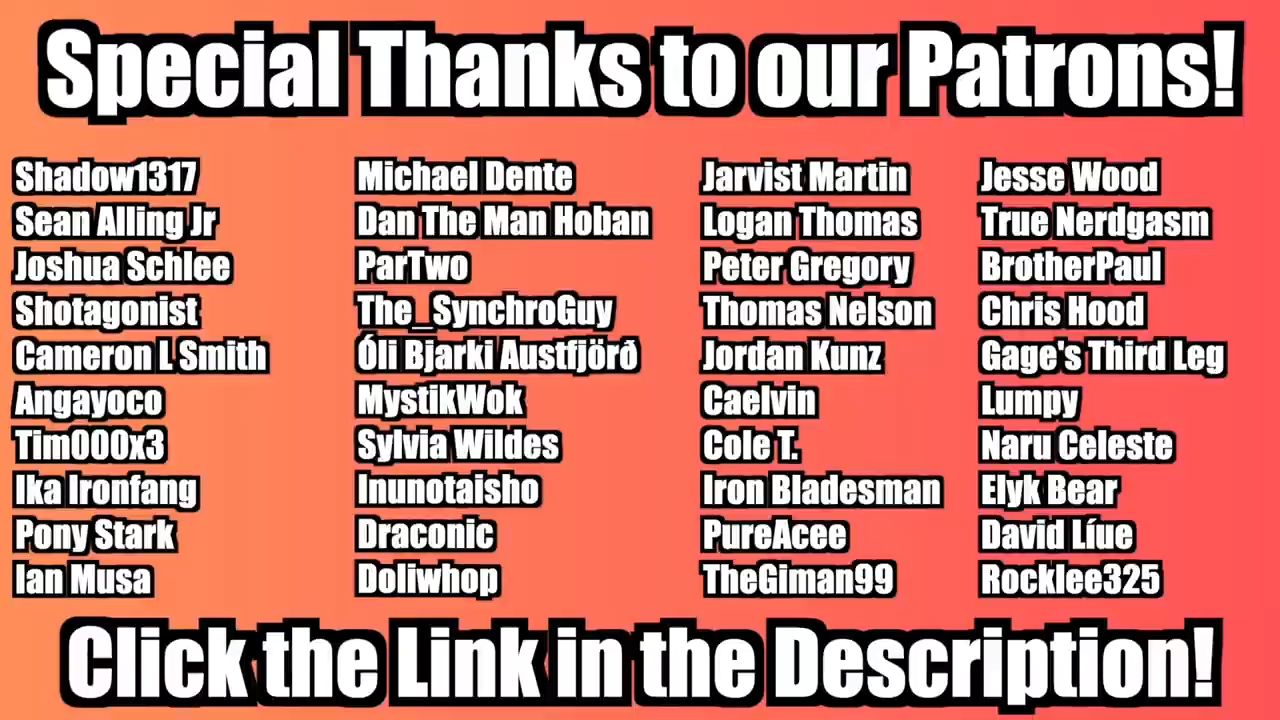 Special Thanks to our Patrons!
Shadow1317
Sean Alling Jr
Joshua Schlee
Shotagonist
Cameron L Smith
Angayoco
Tim000x3
Ika Ironfang
Pony Stark
Ian Musa
Michael Dente
Dan The Man Hoban
ParTwo
The_SynchroGuy
Óli Bjarki Austfjörð
MystikWok
Sylvia Wildes
Inunotaisho
Draconic
Doliwhop
Jarvist Martin
Logan Thomas
Peter Gregory
Thomas Nelson
Jordan Kunz
Caelvin
Cole T.
Iron Bladesman
PureAcee
TheGiman99
Jesse Wood
True Nerdgasm
BrotherPaul
Chris Hood
Gage's Third Leg
Lumpy
Naru Celeste
Elyk Bear
David Líue
Rocklee325
Click the Link in the Description!